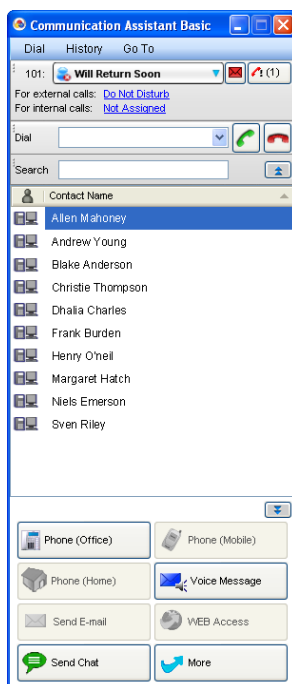 Communication Assistant Basic
Dial History Go To
101: Will Return Soon (1)
For external calls: Do Not Disturb
For internal calls: Not Assigned
Dial
Search
Contact Name
Allen Mahoney
Andrew Young
Blake Anderson
Christie Thompson
Dhalia Charles
Frank Burden
Henry O'neil
Margaret Hatch
Niels Emerson
Sven Riley
Phone (Office) Phone (Mobile)
Phone (Home) Voice Message
Send E-mail WEB Access
Send Chat More